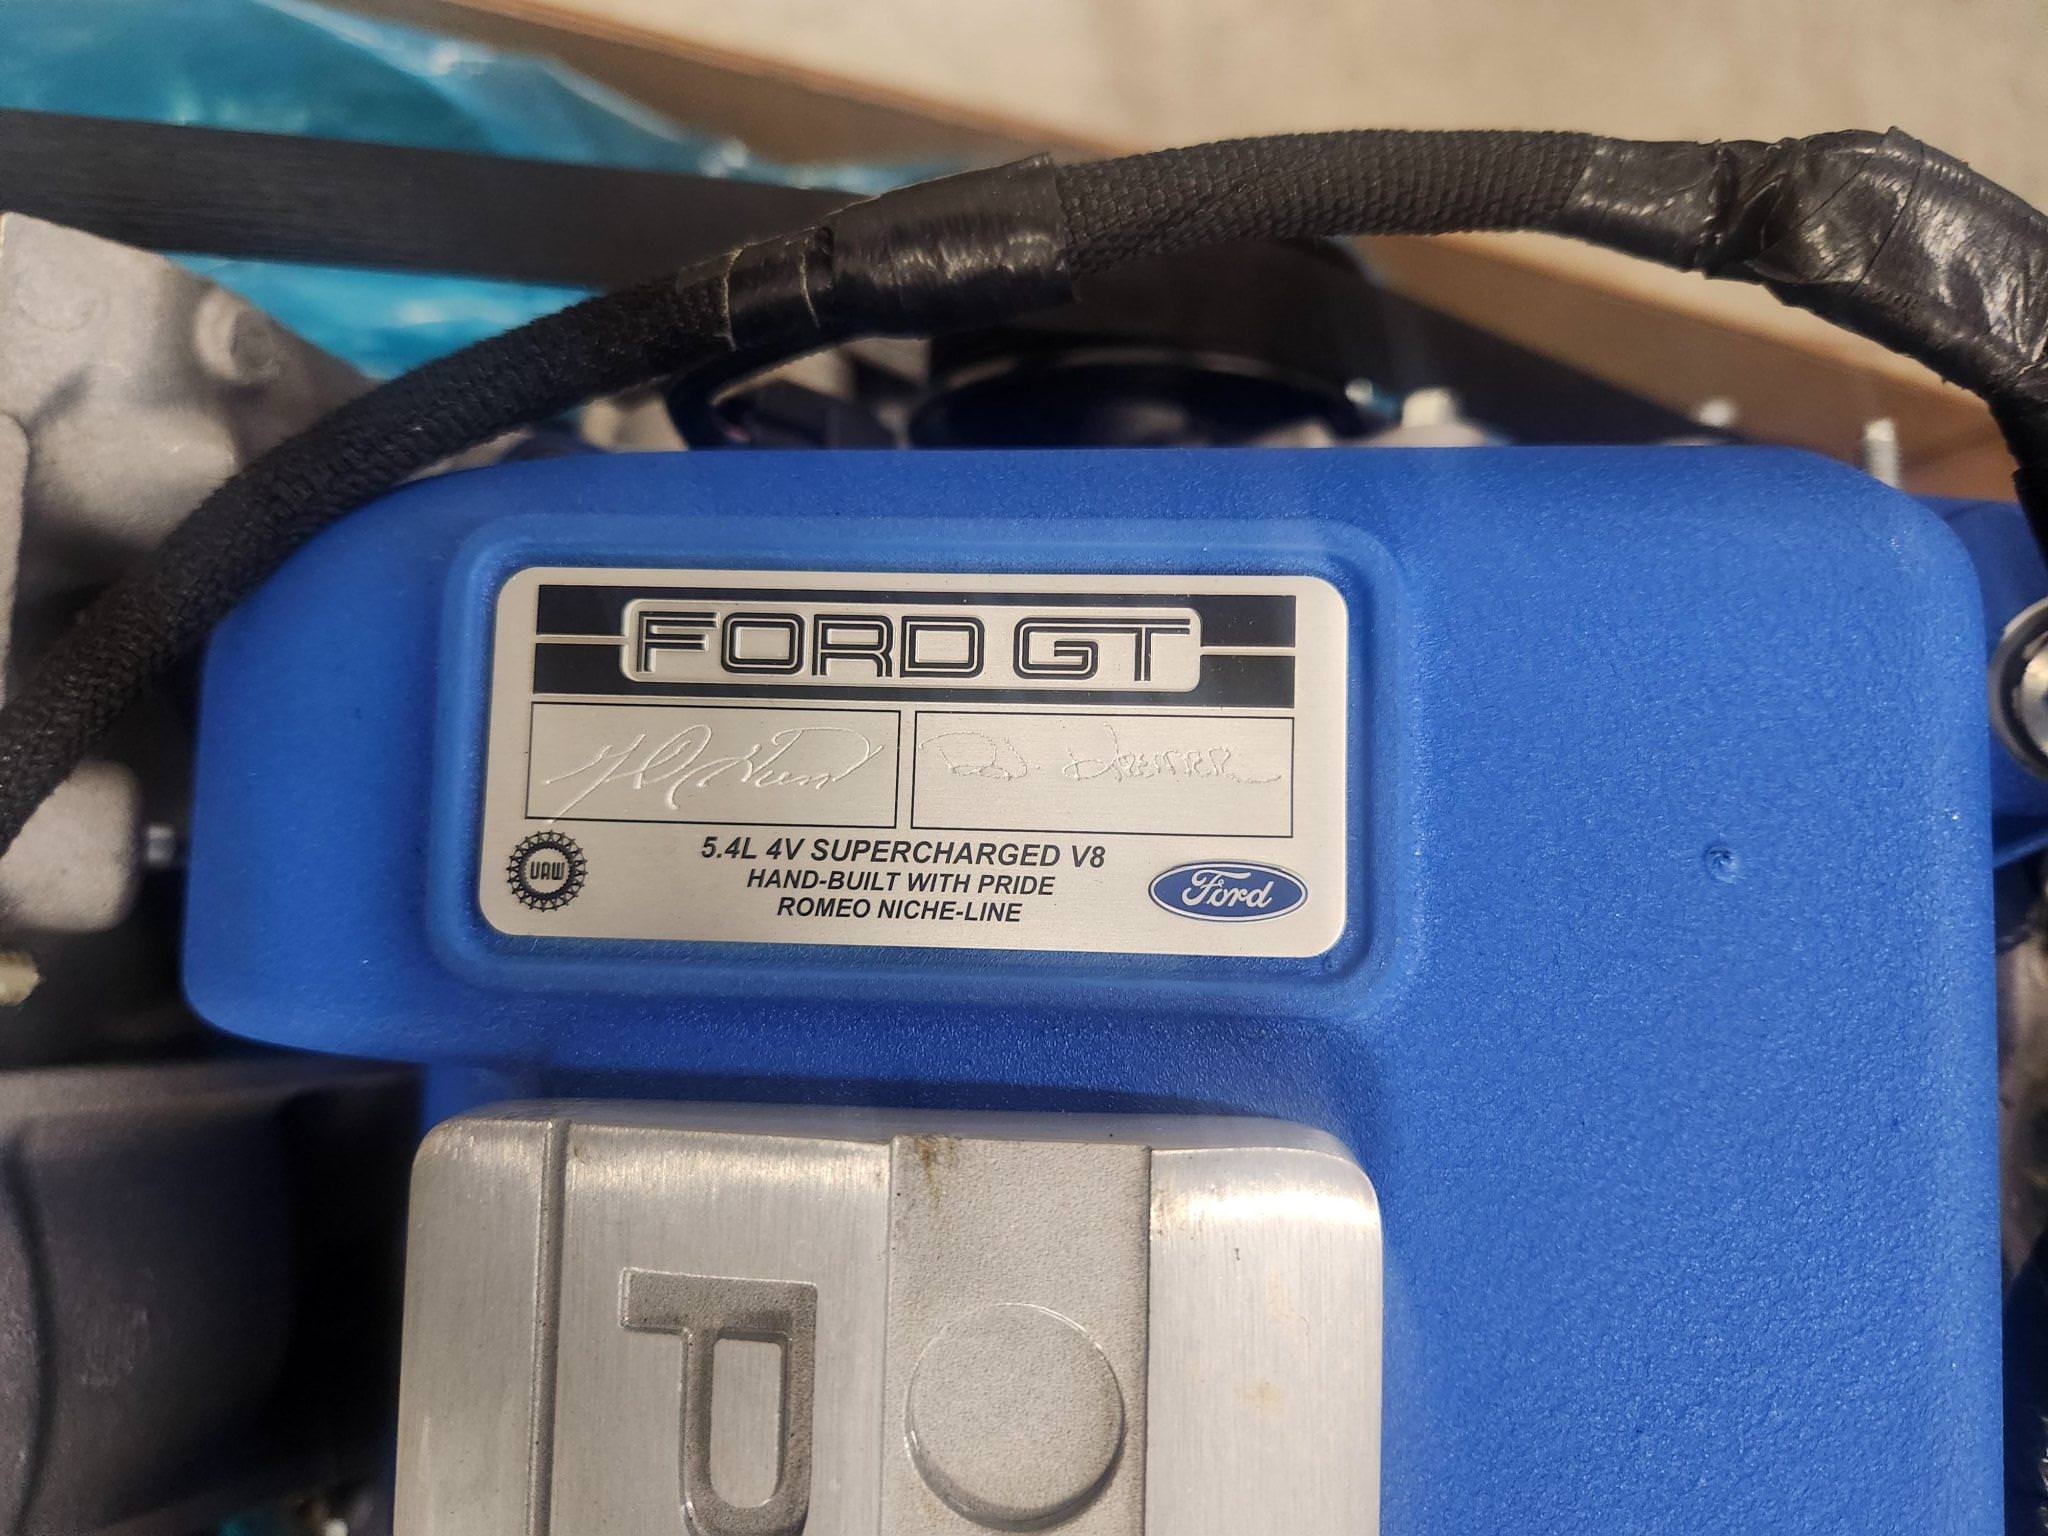 FORD GT
5.4L 4V SUPERCHARGED V8
HAND-BUILT WITH PRIDE
ROMEO NICHE-LINE
UAW
Ford
P